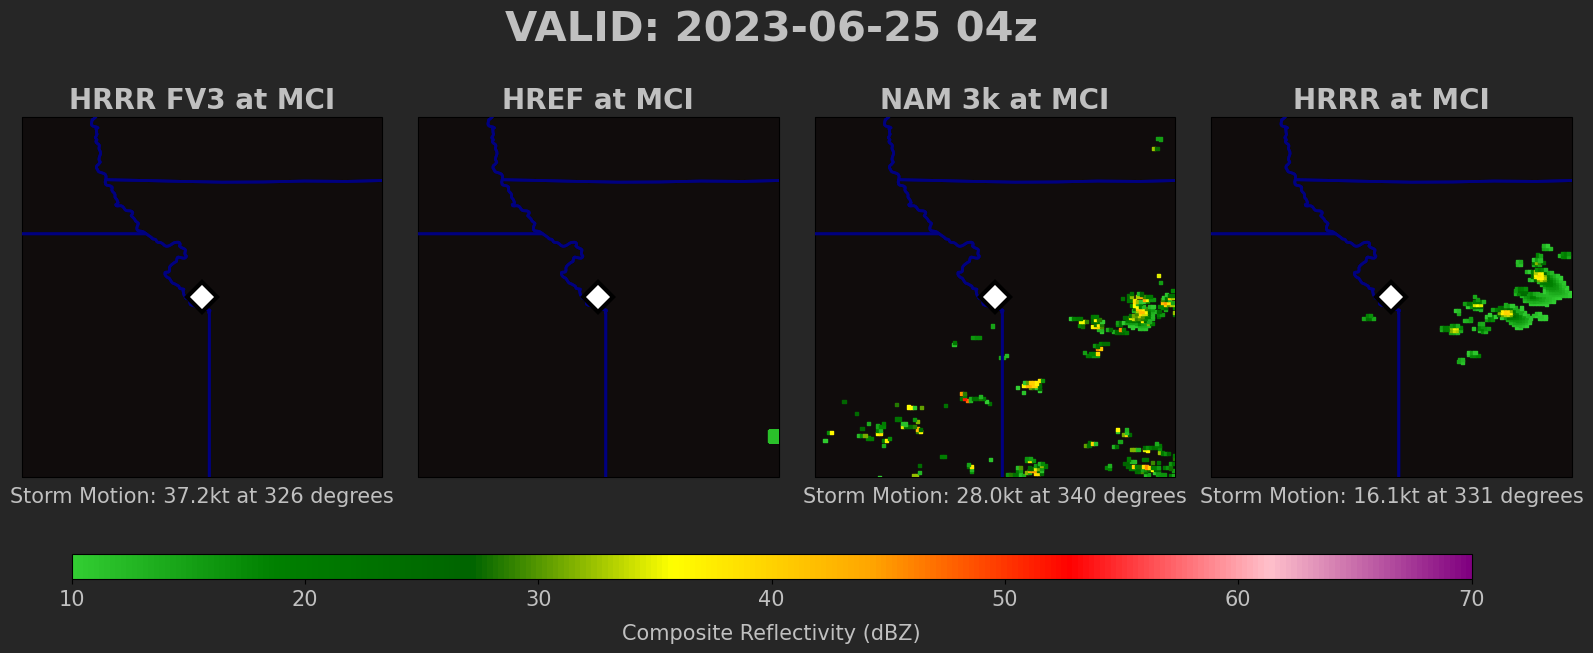 VALID: 2023-06-25 04z
HRRR FV3 at MCI
HREF at MCI
NAM 3k at MCI
HRRR at MCI
Storm Motion: 37.2kt at 326 degrees
Storm Motion: 28.0kt at 340 degrees
Storm Motion: 16.1kt at 331 degrees
10 20 30 40 50 60 70
Composite Reflectivity (dBZ)